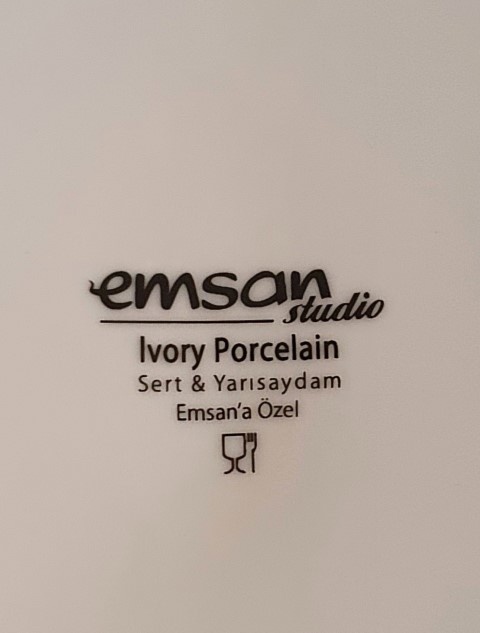 emsan
studio
Ivory Porcelain
Sert & Yarısaydam
Emsan'a Özel